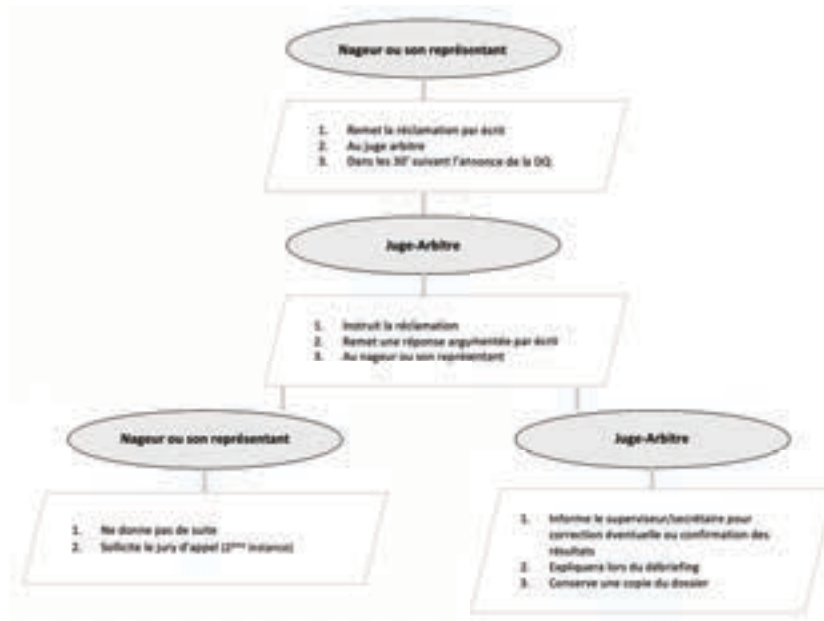 Nageur ou son représentant
1. Remet la réclamation par écrit
2. Au juge arbitre
3. Dans les 30' suivant l'annonce de la DQ
Juge-Arbitre
1. Instruit la réclamation
2. Remet une réponse argumentée par écrit
3. Au nageur ou son représentant
Nageur ou son représentant
1. Ne donne pas de suite
2. Sollicite le jury d'appel (2ème instance)
Juge-Arbitre
1. Informe le superviseur/secrétaire pour
correction éventuelle ou confirmation des
résultats
2. Expliquera lors du débriefing
3. Conserve une copie du dossier